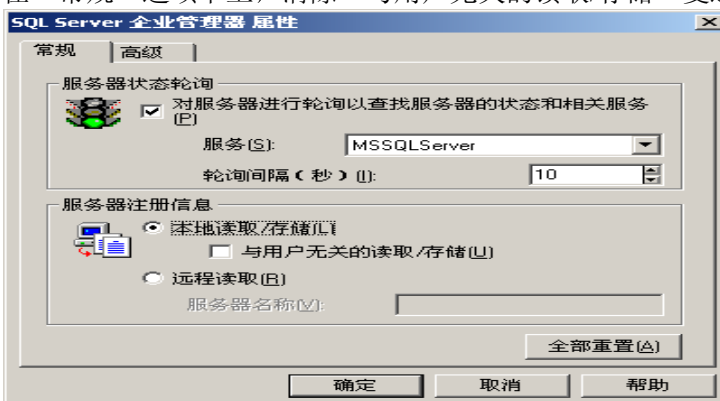 SQL Server 企业管理器 属性
常规 高级
服务器状态轮询
对服务器进行轮询以查找服务器的状态和相关服务
(P)
服务(S): MSSQLServer
轮询间隔(秒)(I): 10
服务器注册信息
本地读取/存储(L)
与用户无关的读取/存储(U)
远程读取(R)
服务器名称(V):
全部重置(A)
确定 取消 帮助